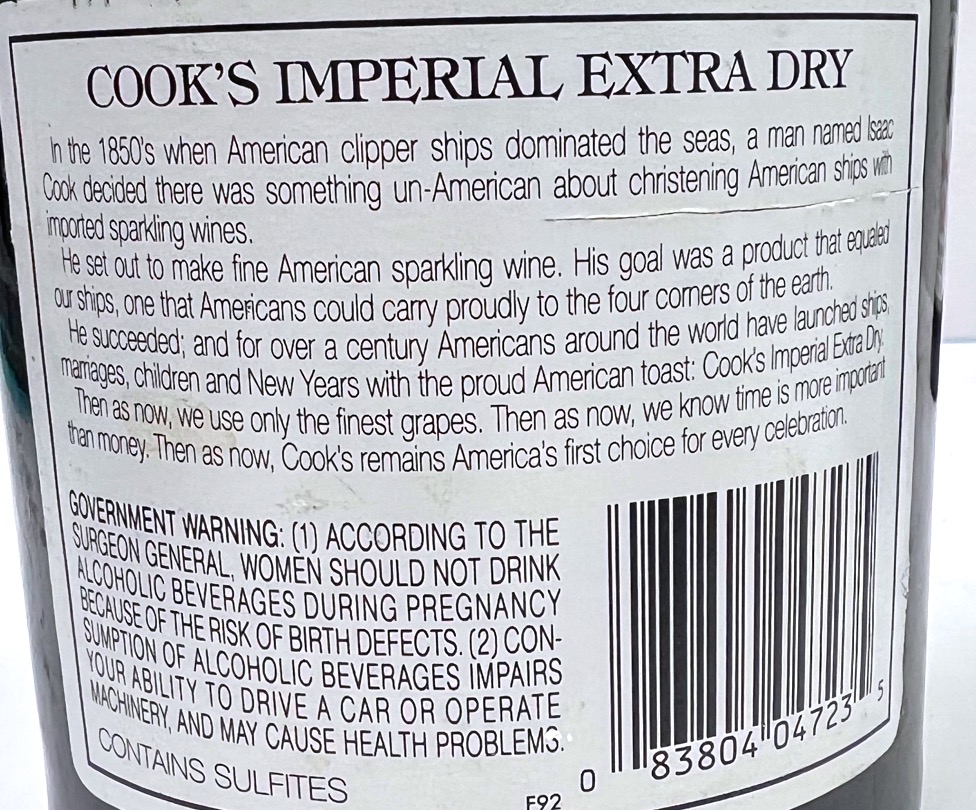 COOK'S IMPERIAL EXTRA DRY
In the 1850's when American clipper ships dominated the seas, a man named Isaac
Cook decided there was something un-American about christening American ships with
imported sparkling wines.
He set out to make fine American sparkling wine. His goal was a product that equaled
our ships, one that Americans could carry proudly to the four corners of the earth.
He succeeded; and for over a century Americans around the world have launched ships,
marriages, children and New Years with the proud American toast: Cook's Imperial Extra Dry.
Then as now, we use only the finest grapes. Then as now, we know time is more important
than money. Then as now, Cook's remains America's first choice for every celebration.
GOVERNMENT WARNING: (1) ACCORDING TO THE
SURGEON GENERAL, WOMEN SHOULD NOT DRINK
ALCOHOLIC BEVERAGES DURING PREGNANCY
BECAUSE OF THE RISK OF BIRTH DEFECTS. (2) CON-
SUMPTION OF ALCOHOLIC BEVERAGES IMPAIRS
YOUR ABILITY TO DRIVE A CAR OR OPERATE
MACHINERY, AND MAY CAUSE HEALTH PROBLEMS.
CONTAINS SULFITES
F92
0 83804 04723 5